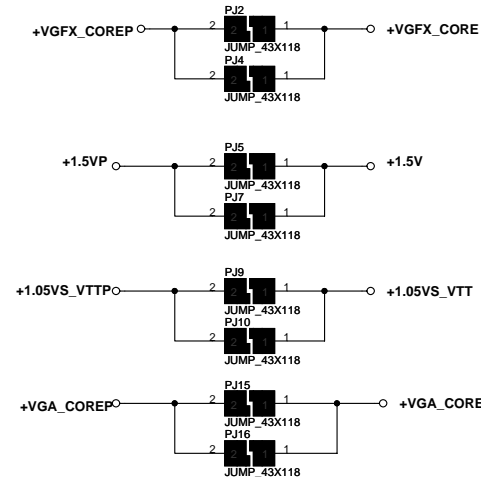 PJ2
+VGFX_COREP 2 2 1 1 +VGFX_CORE
PJ4
2 2 1 1
JUMP_43X118
JUMP_43X118
PJ5
+1.5VP 2 2 1 1 +1.5V
JUMP_43X118
PJ7
2 2 1 1
JUMP_43X118
PJ9
+1.05VS_VTTP 2 2 1 1 +1.05VS_VTT
JUMP_43X118
PJ10
2 2 1 1
JUMP_43X118
PJ15
+VGA_COREP 2 2 1 1 +VGA_CORE
JUMP_43X118
PJ16
2 2 1 1
JUMP_43X118